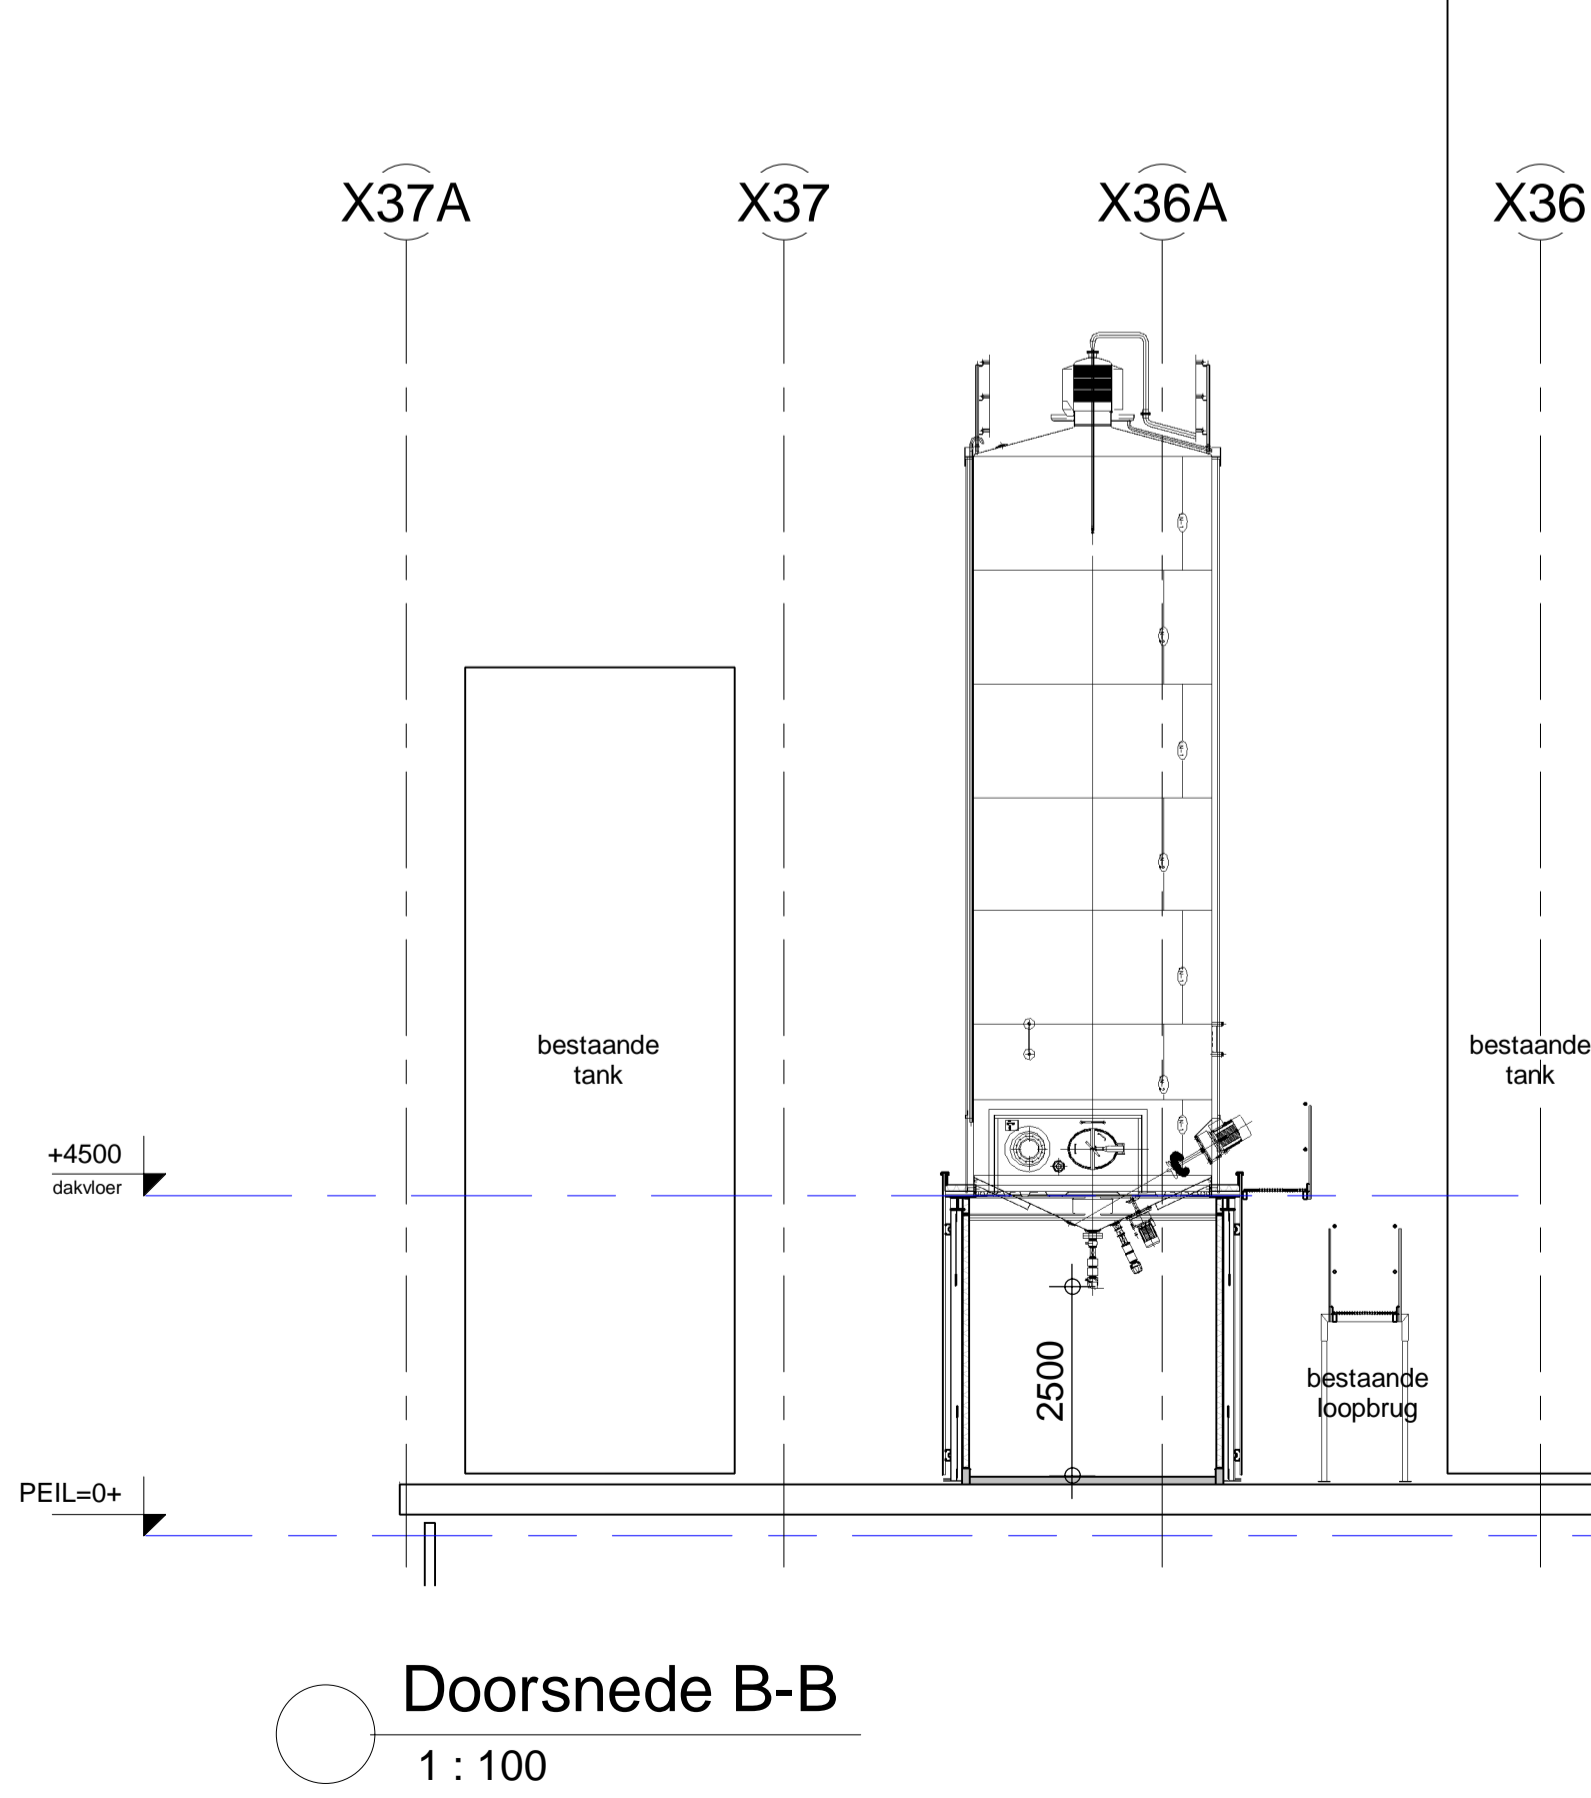 X37A
X37
X36A
X36
bestaande
tank
bestaande
tank
+4500
dakvloer
2500
bestaande
loopbrug
PEIL=0+
Doorsnede B-B
1 : 100